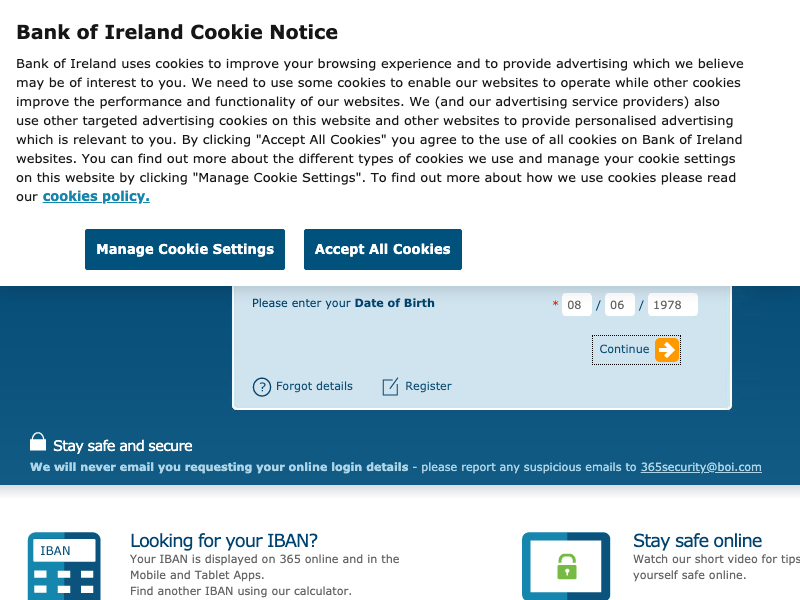 Bank of Ireland Cookie Notice
Bank of Ireland uses cookies to improve your browsing experience and to provide advertising which we believe
may be of interest to you. We need to use some cookies to enable our websites to operate while other cookies
improve the performance and functionality of our websites. We (and our advertising service providers) also
use other targeted advertising cookies on this website and other websites to provide personalised advertising
which is relevant to you. By clicking "Accept All Cookies" you agree to the use of all cookies on Bank of Ireland
websites. You can find out more about the different types of cookies we use and manage your cookie settings
on this website by clicking "Manage Cookie Settings". To find out more about how we use cookies please read
our cookies policy.
Manage Cookie Settings Accept All Cookies
Please enter your Date of Birth * 08 / 06 / 1978
Continue
? Forgot details Register
Stay safe and secure
We will never email you requesting your online login details - please report any suspicious emails to 365security@boi.com
IBAN
Looking for your IBAN?
Your IBAN is displayed on 365 online and in the
Mobile and Tablet Apps.
Find another IBAN using our calculator.
Stay safe online
Watch our short video for tips
yourself safe online.